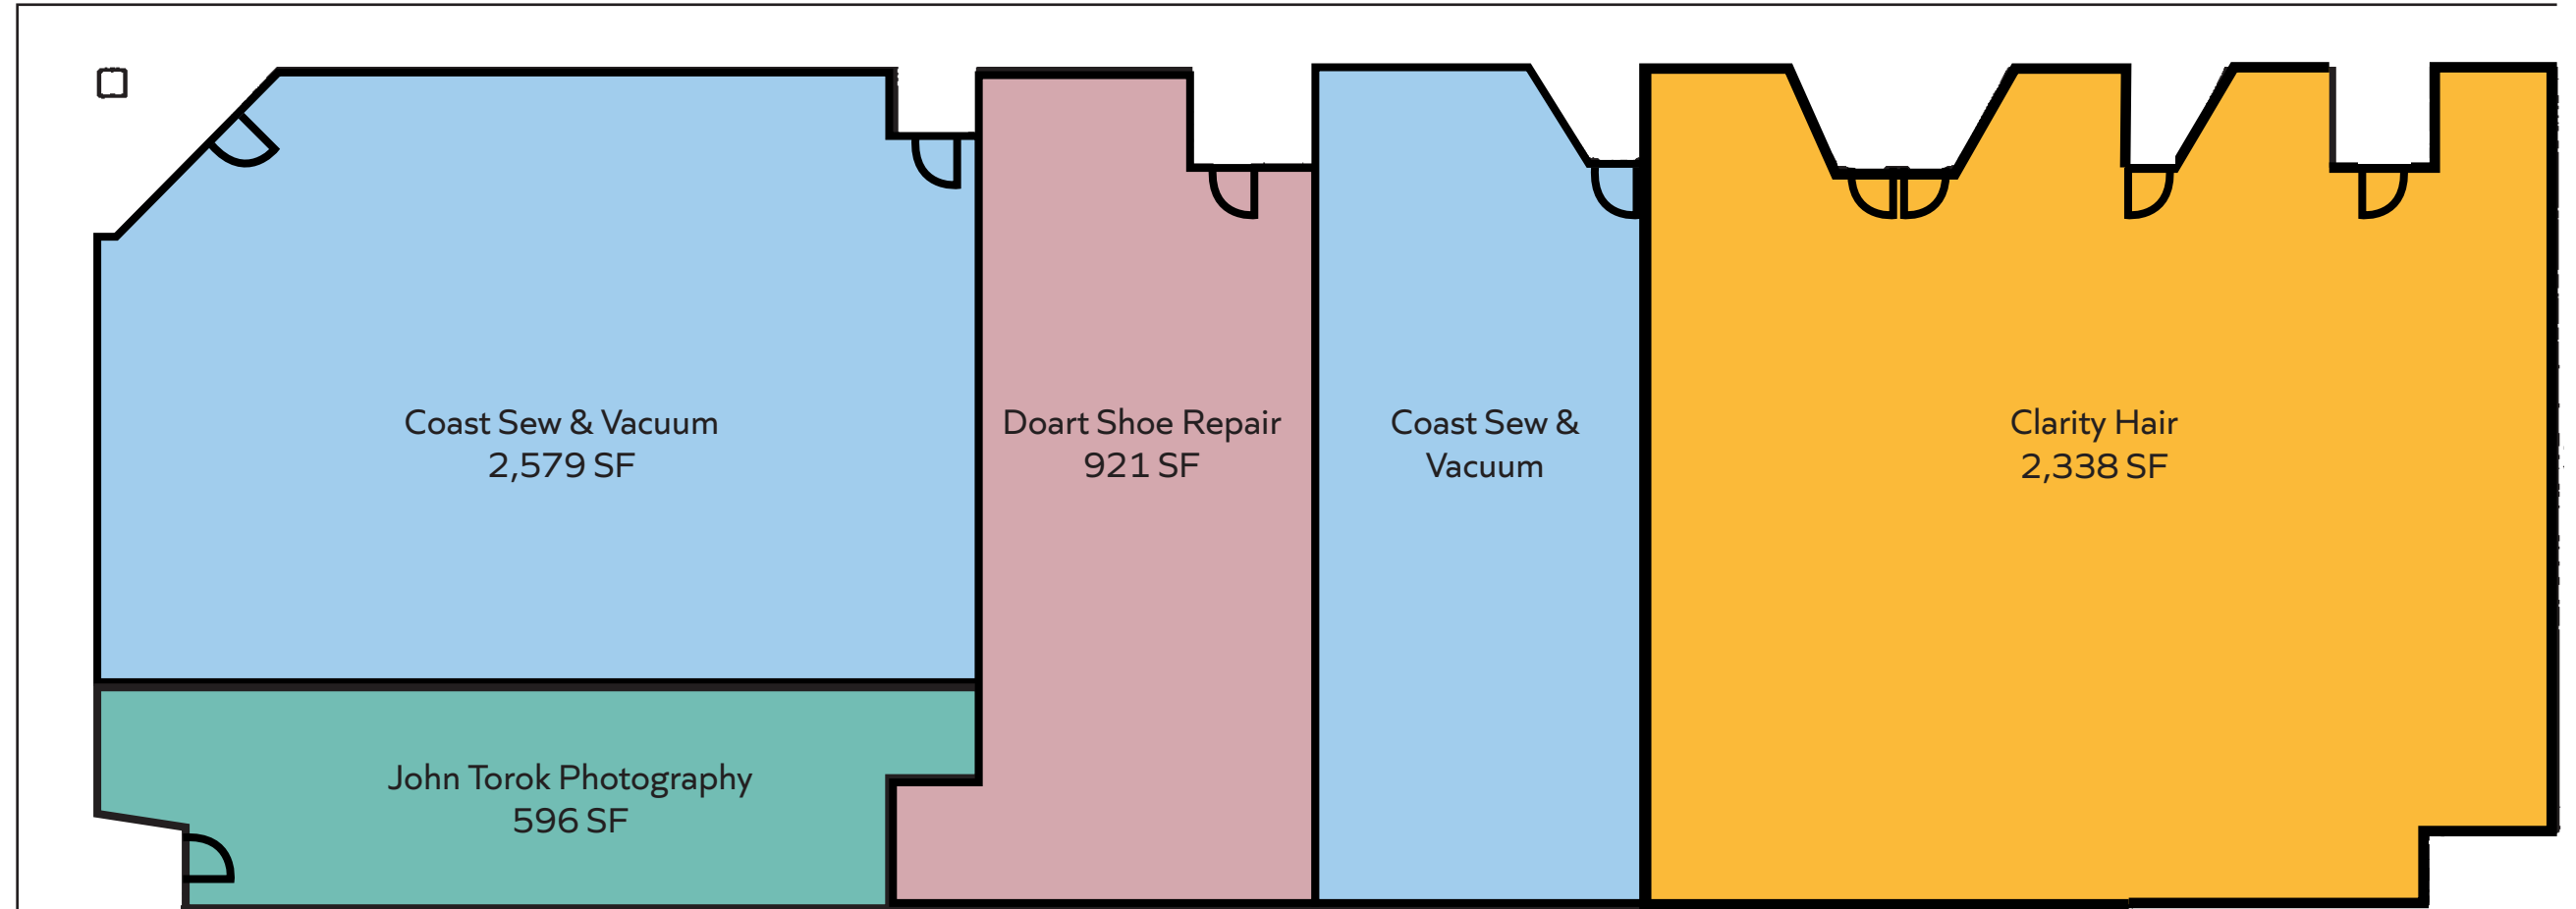 Coast Sew & Vacuum
2,579 SF
Doart Shoe Repair
921 SF
Coast Sew &
Vacuum
Clarity Hair
2,338 SF
John Torok Photography
596 SF